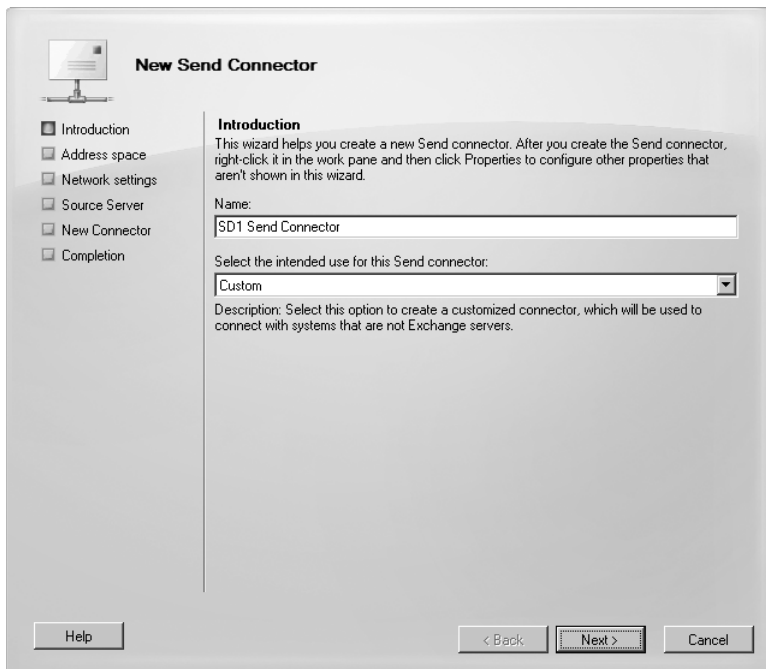 New Send Connector
Introduction
Address space
Network settings
Source Server
New Connector
Completion
Introduction
This wizard helps you create a new Send connector. After you create the Send connector,
right-click it in the work pane and then click Properties to configure other properties that
aren't shown in this wizard.
Name:
SD1 Send Connector
Select the intended use for this Send connector:
Custom
Description: Select this option to create a customized connector, which will be used to
connect with systems that are not Exchange servers.
Help
< Back
Next >
Cancel